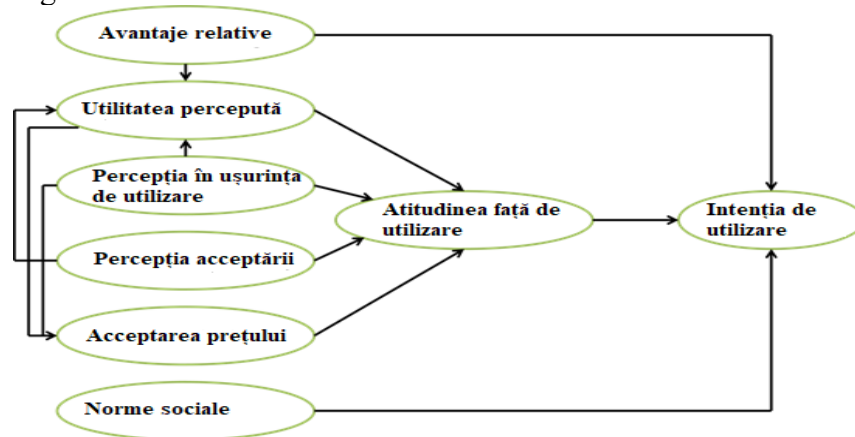 Avantaje relative
Utilitatea percepută
Percepția în ușurința
de utilizare
Atitudinea față de
utilizare
Intenția de
utilizare
Percepția acceptării
Acceptarea prețului
Norme sociale